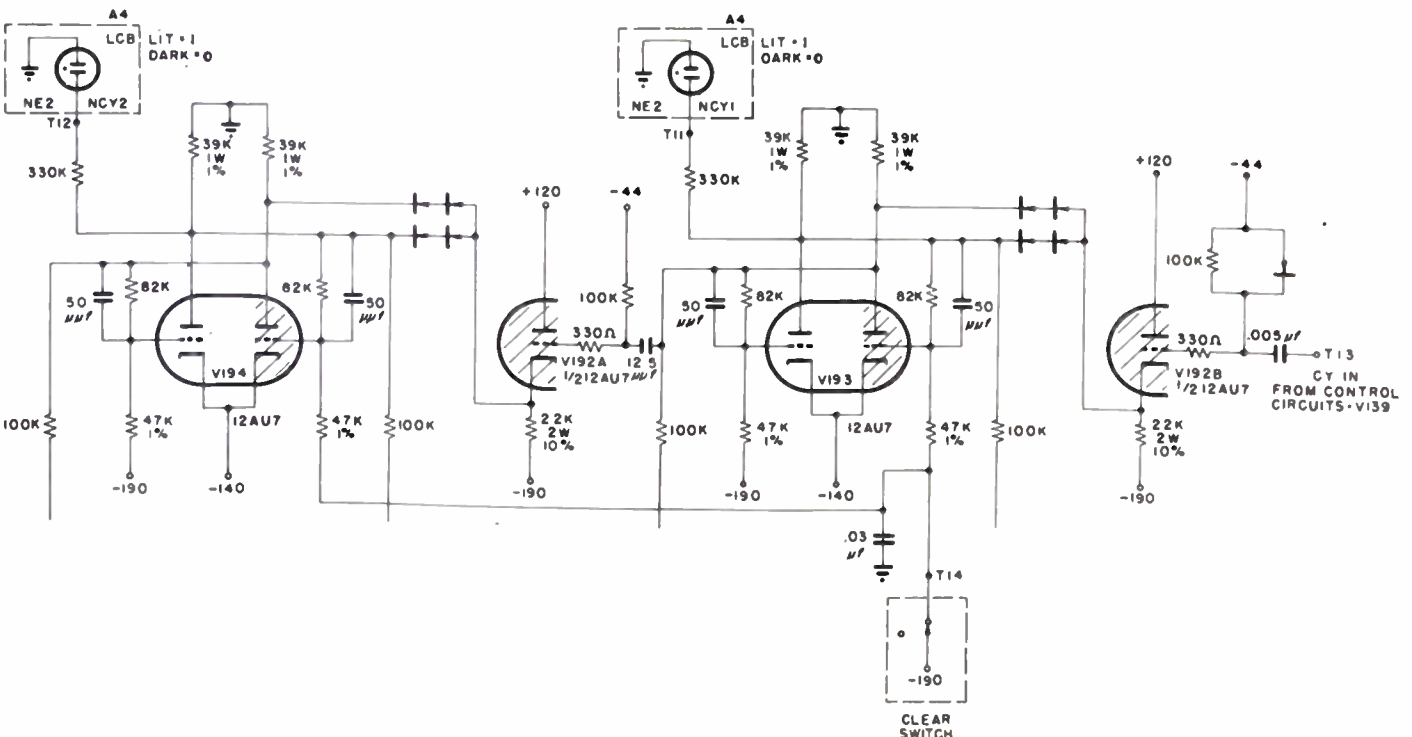 A4
LCB LIT = 1
DARK = 0
NE2 NCY2
T12
330K
39K
1W
1%
39K
1W
1%
+120
-44
A4
LCB LIT = 1
OARK = 0
NE2 NCY1
T11
330K
39K
1W
1%
39K
1W
1%
+120
-44
50
μμf
82K
82K
50
μμf
100K
330Ω
V192A
1/2 12AU7
12.5
μμf
50
μμf
82K
82K
50
μμf
100K
330Ω
V192B
1/2 12AU7
.005μf
T13
CY IN
FROM CONTROL
CIRCUITS-V139
V194
12AU7
V193
12AU7
100K
47K
1%
47K
1%
100K
22K
2W
10%
100K
47K
1%
47K
1%
100K
22K
2W
10%
-190
-140
-190
-190
-140
-190
.03
μf
T14
-190
CLEAR
SWITCH